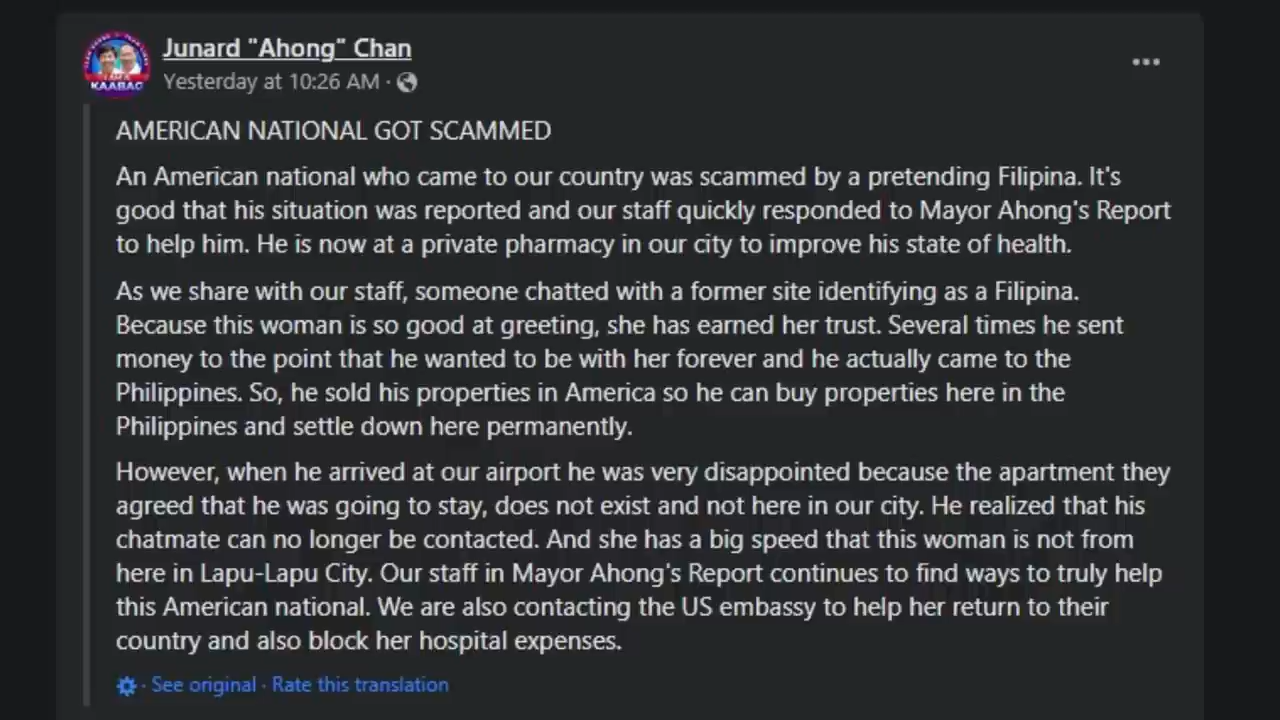 Junard "Ahong" Chan
Yesterday at 10:26 AM ·
KAABAG
AMERICAN NATIONAL GOT SCAMMED
An American national who came to our country was scammed by a pretending Filipina. It's
good that his situation was reported and our staff quickly responded to Mayor Ahong's Report
to help him. He is now at a private pharmacy in our city to improve his state of health.
As we share with our staff, someone chatted with a former site identifying as a Filipina.
Because this woman is so good at greeting, she has earned her trust. Several times he sent
money to the point that he wanted to be with her forever and he actually came to the
Philippines. So, he sold his properties in America so he can buy properties here in the
Philippines and settle down here permanently.
However, when he arrived at our airport he was very disappointed because the apartment they
agreed that he was going to stay, does not exist and not here in our city. He realized that his
chatmate can no longer be contacted. And she has a big speed that this woman is not from
here in Lapu-Lapu City. Our staff in Mayor Ahong's Report continues to find ways to truly help
this American national. We are also contacting the US embassy to help her return to their
country and also block her hospital expenses.
· See original · Rate this translation